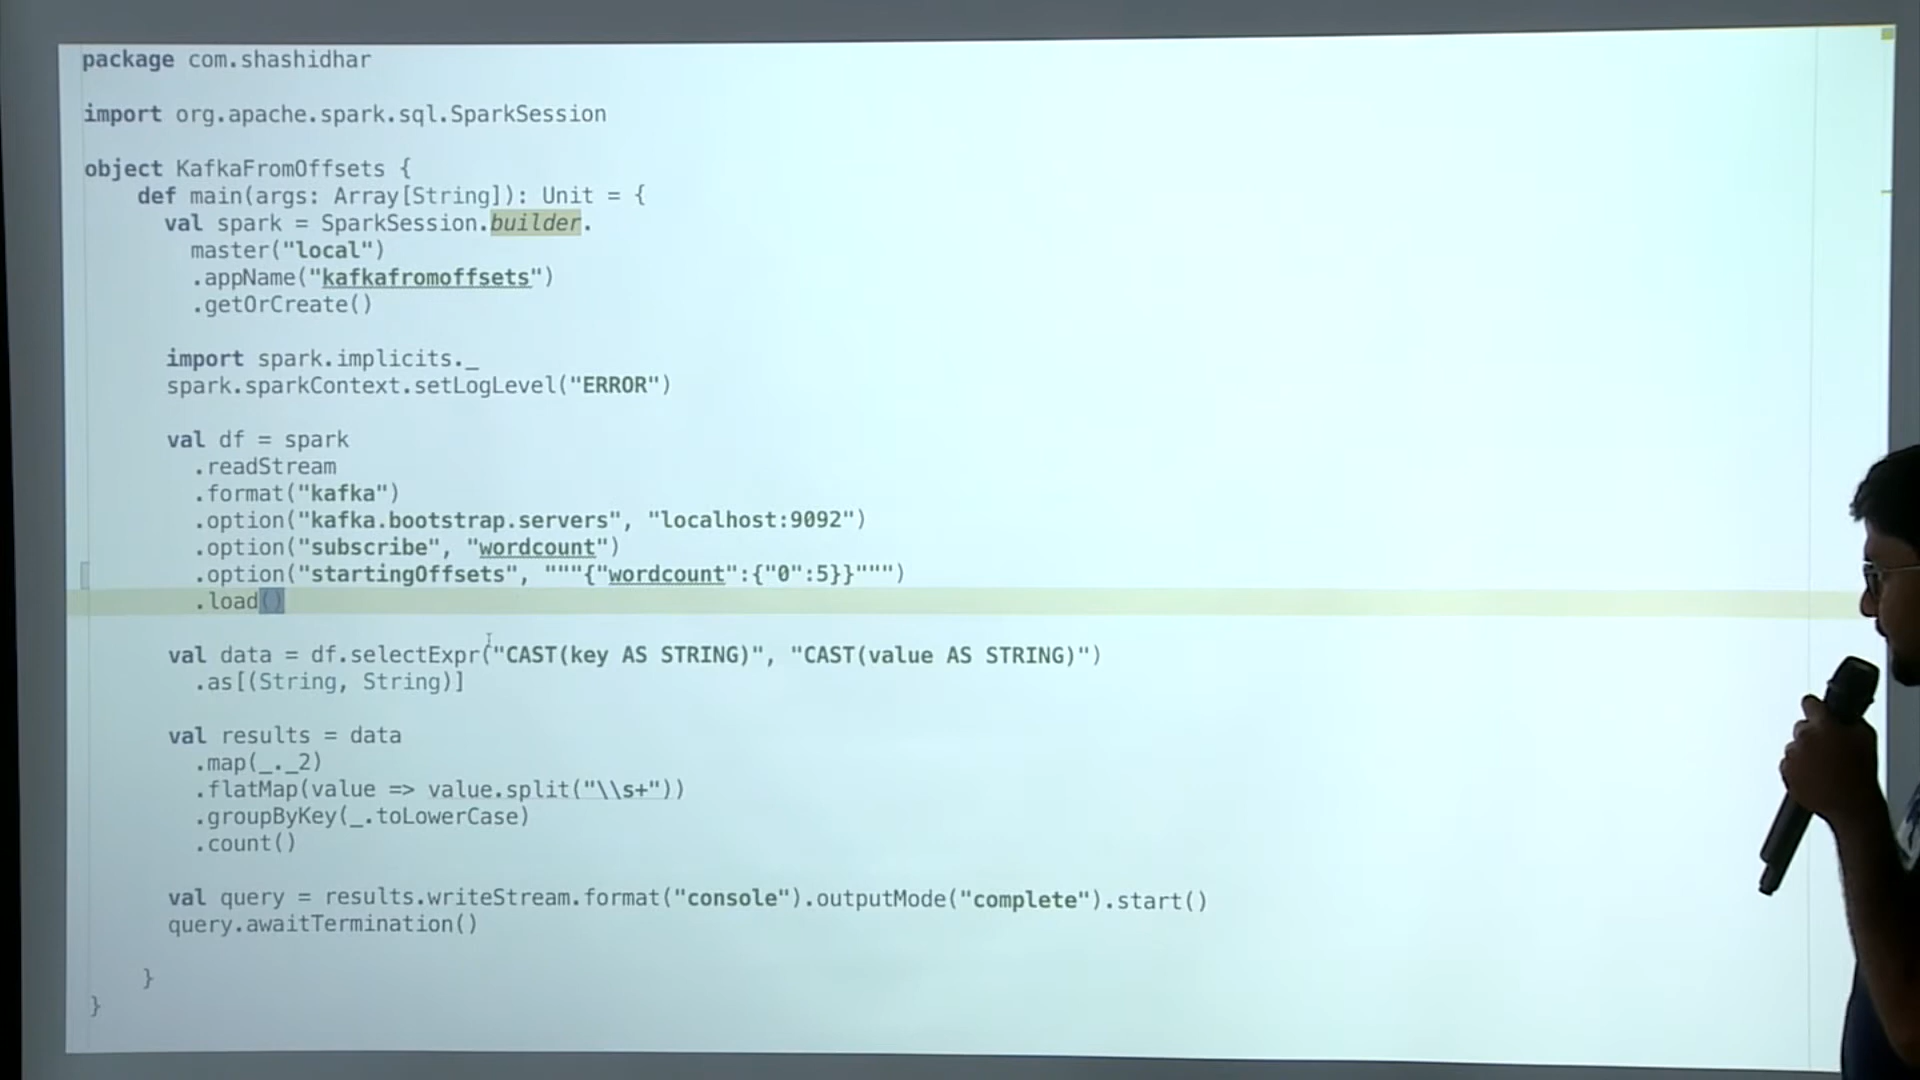 package com.shashidhar
import org.apache.spark.sql.SparkSession
object KafkaFromOffsets {
def main(args: Array[String]): Unit = {
val spark = SparkSession.builder.
master("local")
.appName("kafkafromoffsets")
.getOrCreate()
import spark.implicits._
spark.sparkContext.setLogLevel("ERROR")
val df = spark
.readStream
.format("kafka")
.option("kafka.bootstrap.servers", "localhost:9092")
.option("subscribe", "wordcount")
.option("startingOffsets", """{"wordcount":{"0":5}}""")
.load()
val data = df.selectExpr("CAST(key AS STRING)", "CAST(value AS STRING)")
.as[(String, String)]
val results = data
.map(_._2)
.flatMap(value => value.split("\\s+"))
.groupByKey(_.toLowerCase)
.count()
val query = results.writeStream.format("console").outputMode("complete").start()
query.awaitTermination()
}
}